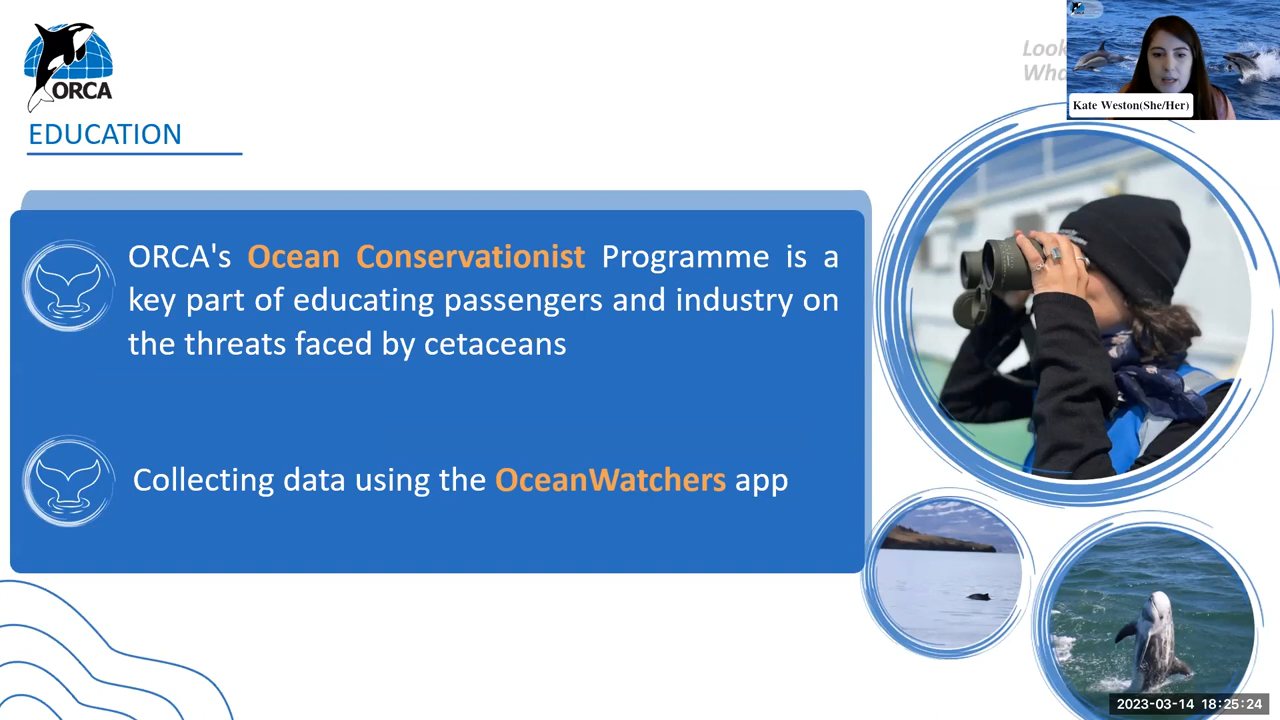 ORCA
EDUCATION
Look
Kate Weston(She/Her)
ORCA's Ocean Conservationist Programme is a
key part of educating passengers and industry on
the threats faced by cetaceans
Collecting data using the OceanWatchers app
2023-03-14 18:25:24